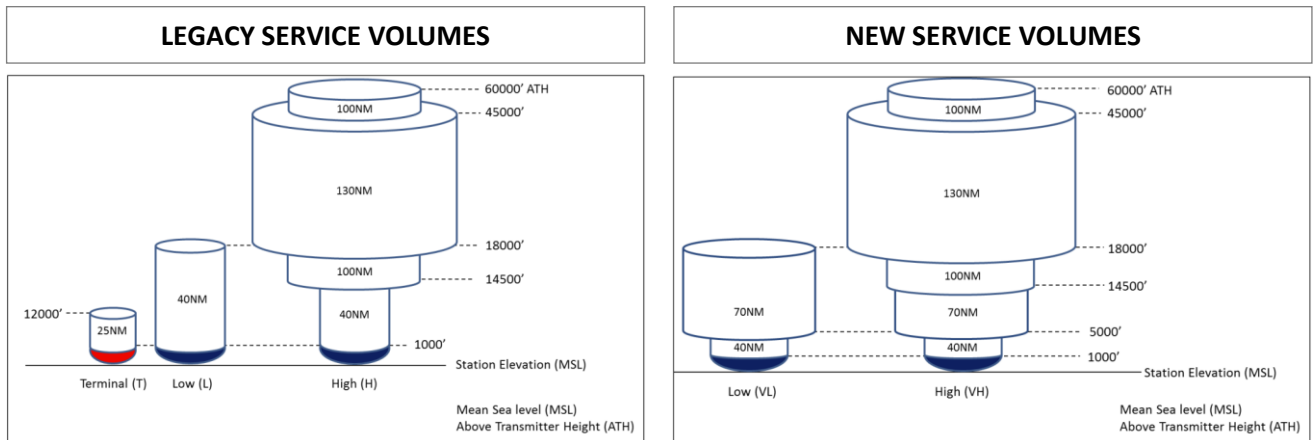 LEGACY SERVICE VOLUMES
60000’ ATH
100NM
45000’
130NM
18000’
100NM
14500’
40NM
12000’
25NM
40NM
1000’
Station Elevation (MSL)
Terminal (T)
Low (L)
High (H)
Mean Sea level (MSL)
Above Transmitter Height (ATH)
NEW SERVICE VOLUMES
60000’ ATH
100NM
45000’
130NM
18000’
100NM
14500’
70NM
70NM
5000’
40NM
40NM
1000’
Station Elevation (MSL)
Low (VL)
High (VH)
Mean Sea level (MSL)
Above Transmitter Height (ATH)